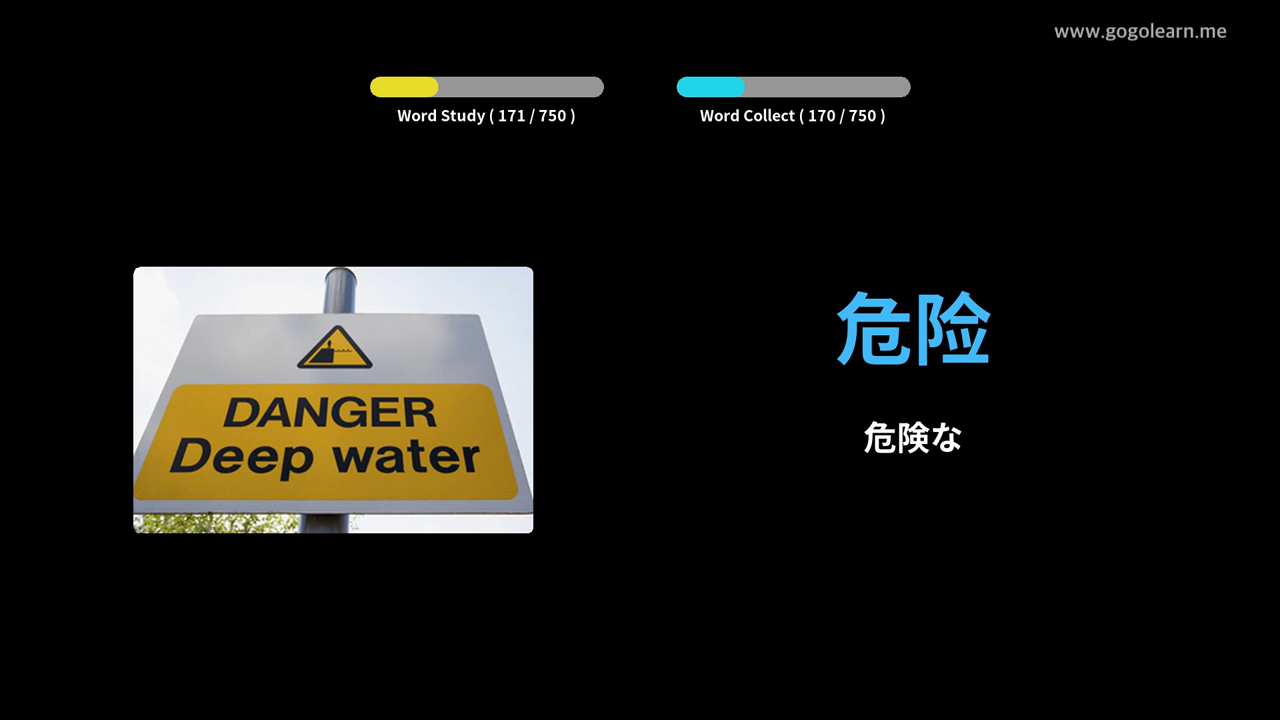 www.gogolearn.me
Word Study ( 171 / 750 )
Word Collect ( 170 / 750 )
DANGER
Deep water
危险
危険な